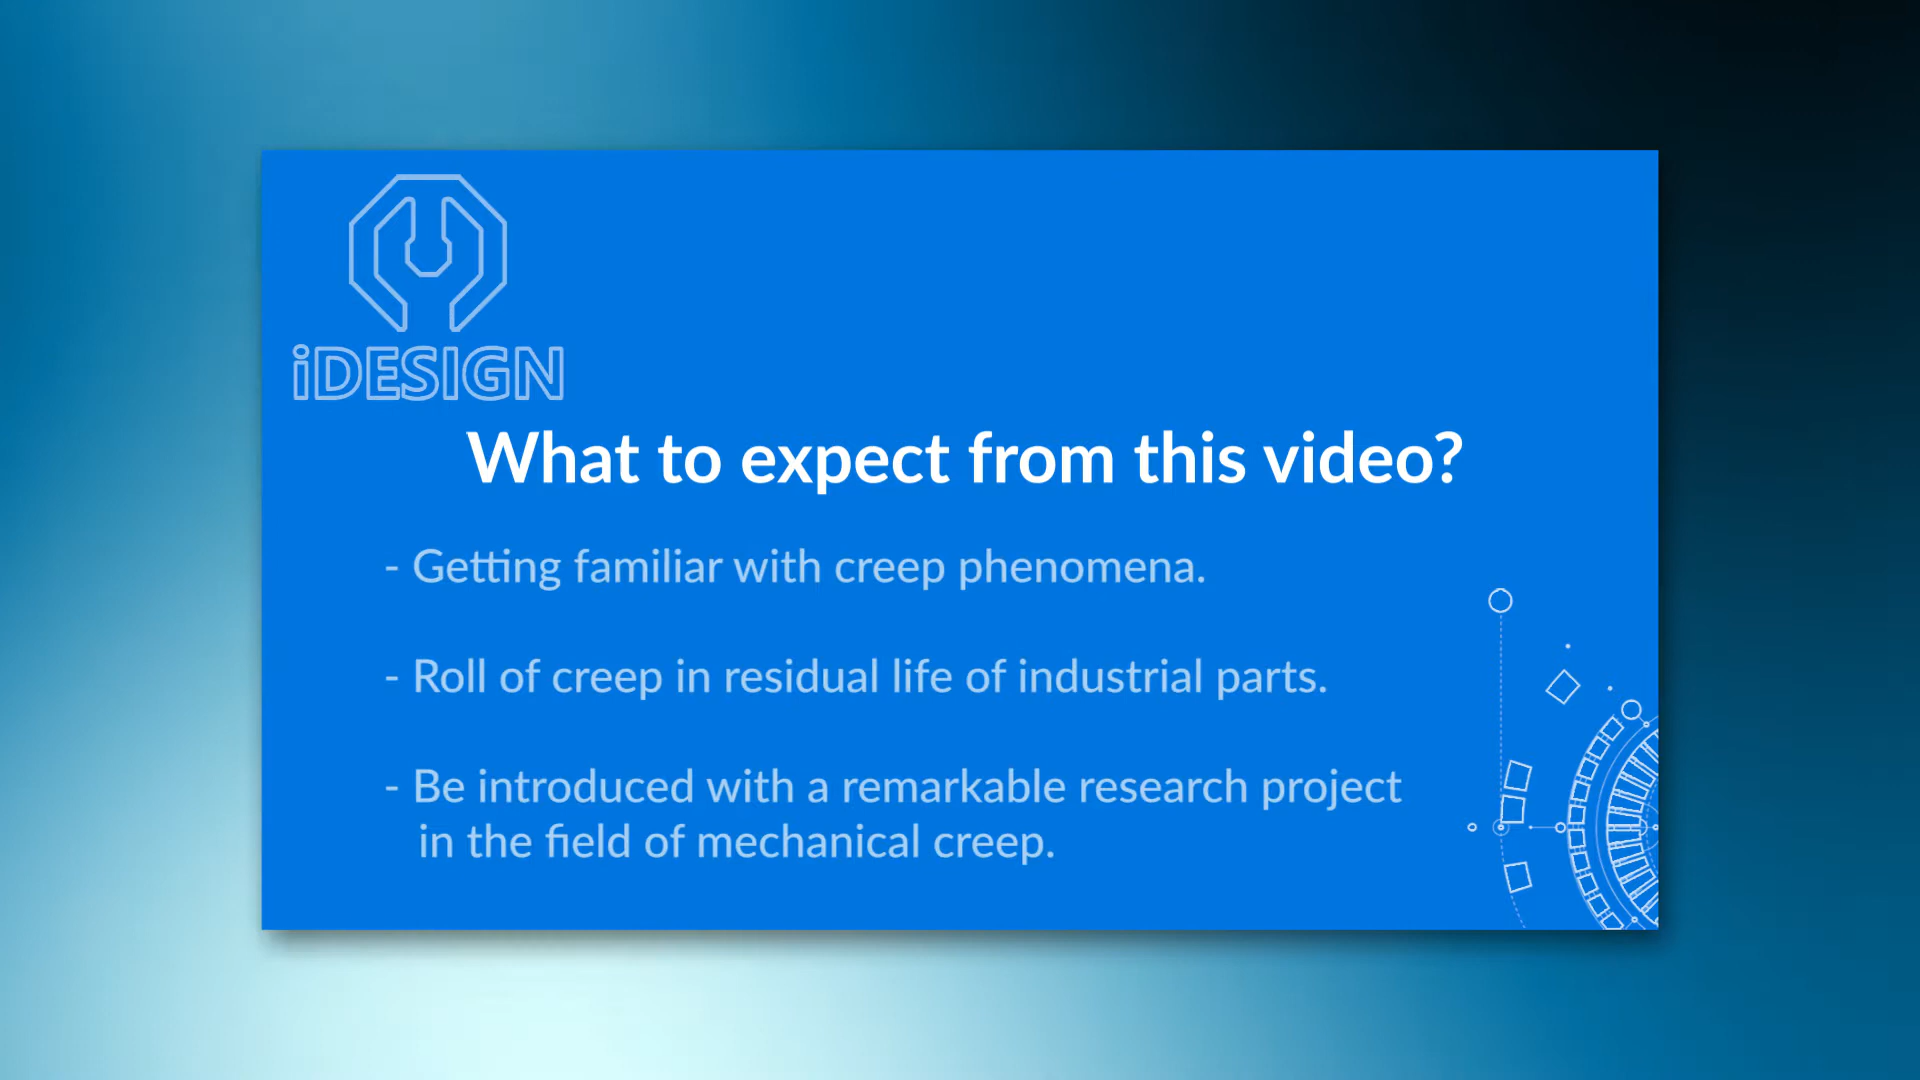 iDESIGN
What to expect from this video?
- Getting familiar with creep phenomena.
- Roll of creep in residual life of industrial parts.
- Be introduced with a remarkable research project
in the field of mechanical creep.